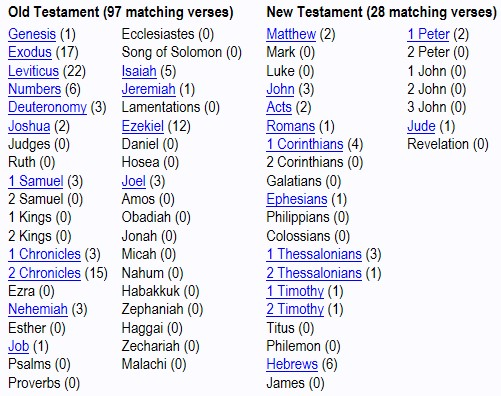 Old Testament (97 matching verses)
Genesis (1)
Exodus (17)
Leviticus (22)
Numbers (6)
Deuteronomy (3)
Joshua (2)
Judges (0)
Ruth (0)
1 Samuel (3)
2 Samuel (0)
1 Kings (0)
2 Kings (0)
1 Chronicles (3)
2 Chronicles (15)
Ezra (0)
Nehemiah (3)
Esther (0)
Job (1)
Psalms (0)
Proverbs (0)
Ecclesiastes (0)
Song of Solomon (0)
Isaiah (5)
Jeremiah (1)
Lamentations (0)
Ezekiel (12)
Daniel (0)
Hosea (0)
Joel (3)
Amos (0)
Obadiah (0)
Jonah (0)
Micah (0)
Nahum (0)
Habakkuk (0)
Zephaniah (0)
Haggai (0)
Zechariah (0)
Malachi (0)
New Testament (28 matching verses)
Matthew (2)
Mark (0)
Luke (0)
John (3)
Acts (2)
Romans (1)
1 Corinthians (4)
2 Corinthians (0)
Galatians (0)
Ephesians (1)
Philippians (0)
Colossians (0)
1 Thessalonians (3)
2 Thessalonians (1)
1 Timothy (1)
2 Timothy (1)
Titus (0)
Philemon (0)
Hebrews (6)
James (0)
1 Peter (2)
2 Peter (0)
1 John (0)
2 John (0)
3 John (0)
Jude (1)
Revelation (0)